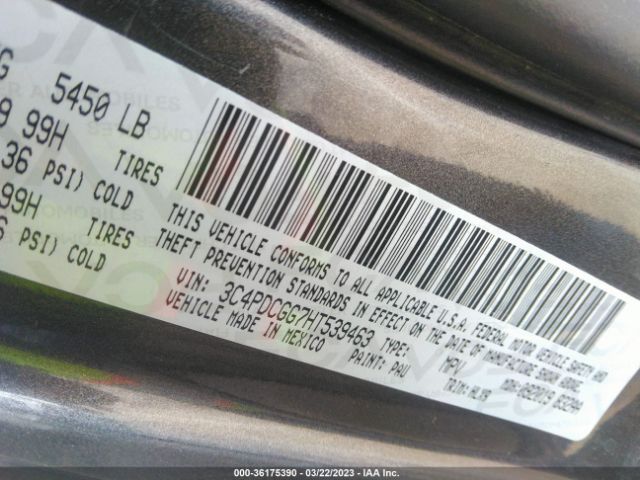 G 5450 LB
9 99H TIRES
36 PSI) COLD
99H TIRES
6 PSI) COLD
THIS VEHICLE CONFORMS TO ALL APPLICABLE U.S.A. FEDERAL MOTOR VEHICLE SAFETY AND
THEFT PREVENTION STANDARDS IN EFFECT ON THE DATE OF MANUFACTURE SHOWN ABOVE.
VIN: 3C4PDCGG7HT539463 TYPE: MPV
VEHICLE MADE IN MEXICO PAINT: PAU TRIM:
000-36175390 - 03/22/2023 - IAA Inc.